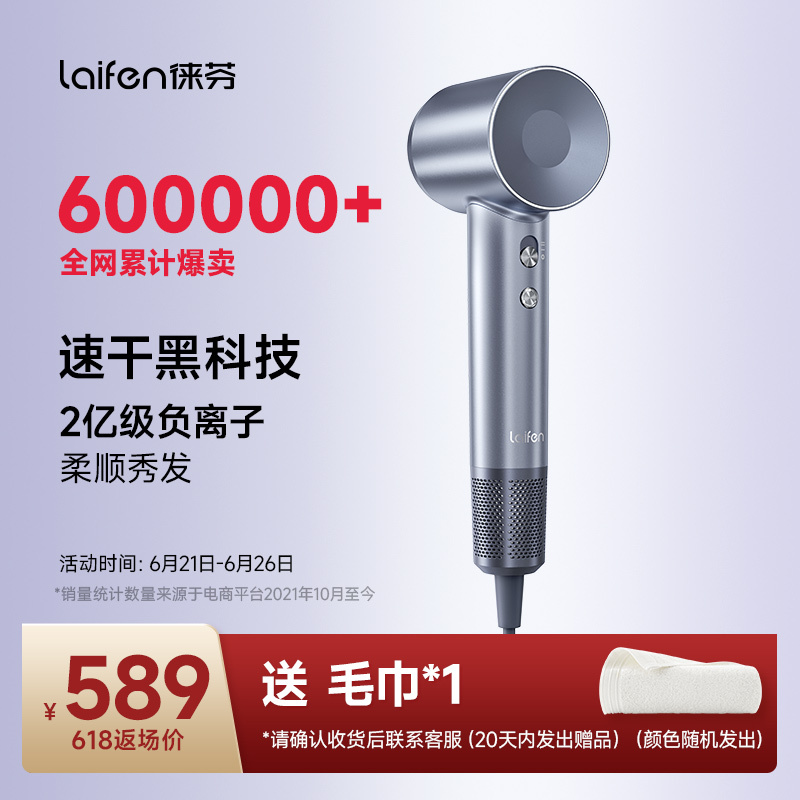 laifen徕芬
600000+
全网累计爆卖
速干黑科技
2亿级负离子
柔顺秀发
laifen
活动时间：6月21日-6月26日
*销量统计数量来源于电商平台2021年10月至今
¥589
618返场价
送 毛巾*1
*请确认收货后联系客服（20天内发出赠品）（颜色随机发出）